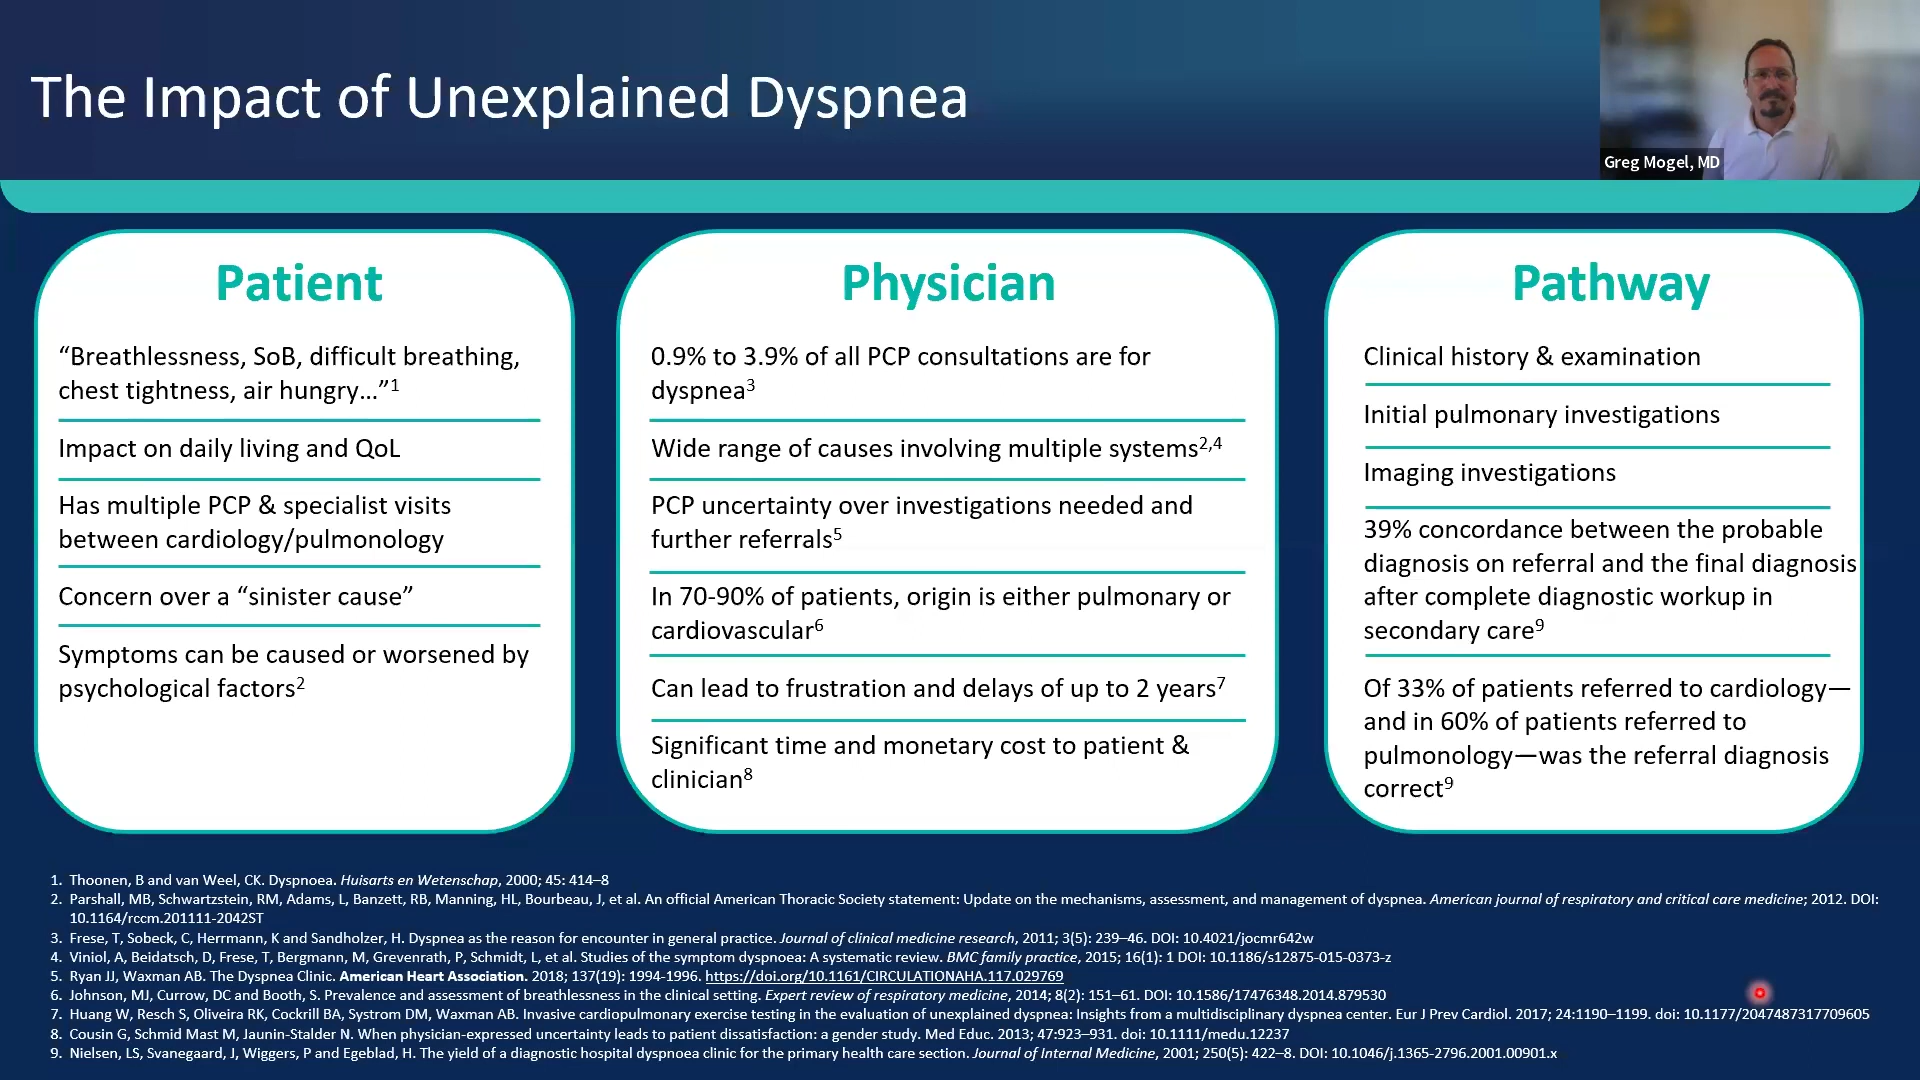 The Impact of Unexplained Dyspnea
Greg Mogel, MD
Patient
“Breathlessness, SoB, difficult breathing,
chest tightness, air hungry…”1
Impact on daily living and QoL
Has multiple PCP & specialist visits
between cardiology/pulmonology
Concern over a “sinister cause”
Symptoms can be caused or worsened by
psychological factors2
Physician
0.9% to 3.9% of all PCP consultations are for
dyspnea3
Wide range of causes involving multiple systems2,4
PCP uncertainty over investigations needed and
further referrals5
In 70-90% of patients, origin is either pulmonary or
cardiovascular6
Can lead to frustration and delays of up to 2 years7
Significant time and monetary cost to patient &
clinician8
Pathway
Clinical history & examination
Initial pulmonary investigations
Imaging investigations
39% concordance between the probable
diagnosis on referral and the final diagnosis
after complete diagnostic workup in
secondary care9
Of 33% of patients referred to cardiology—
and in 60% of patients referred to
pulmonology—was the referral diagnosis
correct9
1. Thoonen, B and van Weel, CK. Dyspnoea. Huisarts en Wetenschap, 2000; 45: 414–8
2. Parshall, MB, Schwartzstein, RM, Adams, L, Banzett, RB, Manning, HL, Bourbeau, J, et al. An official American Thoracic Society statement: Update on the mechanisms, assessment, and management of dyspnea. American journal of respiratory and critical care medicine; 2012. DOI:
10.1164/rccm.201111-2042ST
3. Frese, T, Sobeck, C, Herrmann, K and Sandholzer, H. Dyspnea as the reason for encounter in general practice. Journal of clinical medicine research, 2011; 3(5): 239–46. DOI: 10.4021/jocmr642w
4. Viniol, A, Beidatsch, D, Frese, T, Bergmann, M, Grevenrath, P, Schmidt, L, et al. Studies of the symptom dyspnoea: A systematic review. BMC family practice, 2015; 16(1): 1 DOI: 10.1186/s12875-015-0373-z
5. Ryan JJ, Waxman AB. The Dyspnea Clinic. American Heart Association. 2018; 137(19): 1994-1996. https://doi.org/10.1161/CIRCULATIONAHA.117.029769
6. Johnson, MJ, Currow, DC and Booth, S. Prevalence and assessment of breathlessness in the clinical setting. Expert review of respiratory medicine, 2014; 8(2): 151–61. DOI: 10.1586/17476348.2014.879530
7. Huang W, Resch S, Oliveira RK, Cockrill BA, Systrom DM, Waxman AB. Invasive cardiopulmonary exercise testing in the evaluation of unexplained dyspnea: Insights from a multidisciplinary dyspnea center. Eur J Prev Cardiol. 2017; 24:1190–1199. doi: 10.1177/2047487317709605
8. Cousin G, Schmid Mast M, Jaunin-Stalder N. When physician-expressed uncertainty leads to patient dissatisfaction: a gender study. Med Educ. 2013; 47:923–931. doi: 10.1111/medu.12237
9. Nielsen, LS, Svanegaard, J, Wiggers, P and Egeblad, H. The yield of a diagnostic hospital dyspnoea clinic for the primary health care section. Journal of Internal Medicine, 2001; 250(5): 422–8. DOI: 10.1046/j.1365-2796.2001.00901.x